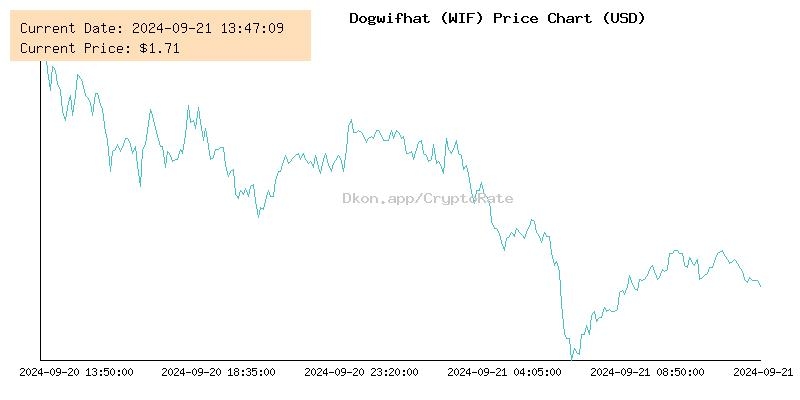 Dogwifhat (WIF) Price Chart (USD)
Current Date: 2024-09-21 13:47:09
Current Price: $1.71
Dkon.app/CryptoRate
2024-09-20 13:50:00
2024-09-20 18:35:00
2024-09-20 23:20:00
2024-09-21 04:05:00
2024-09-21 08:50:00
2024-09-21